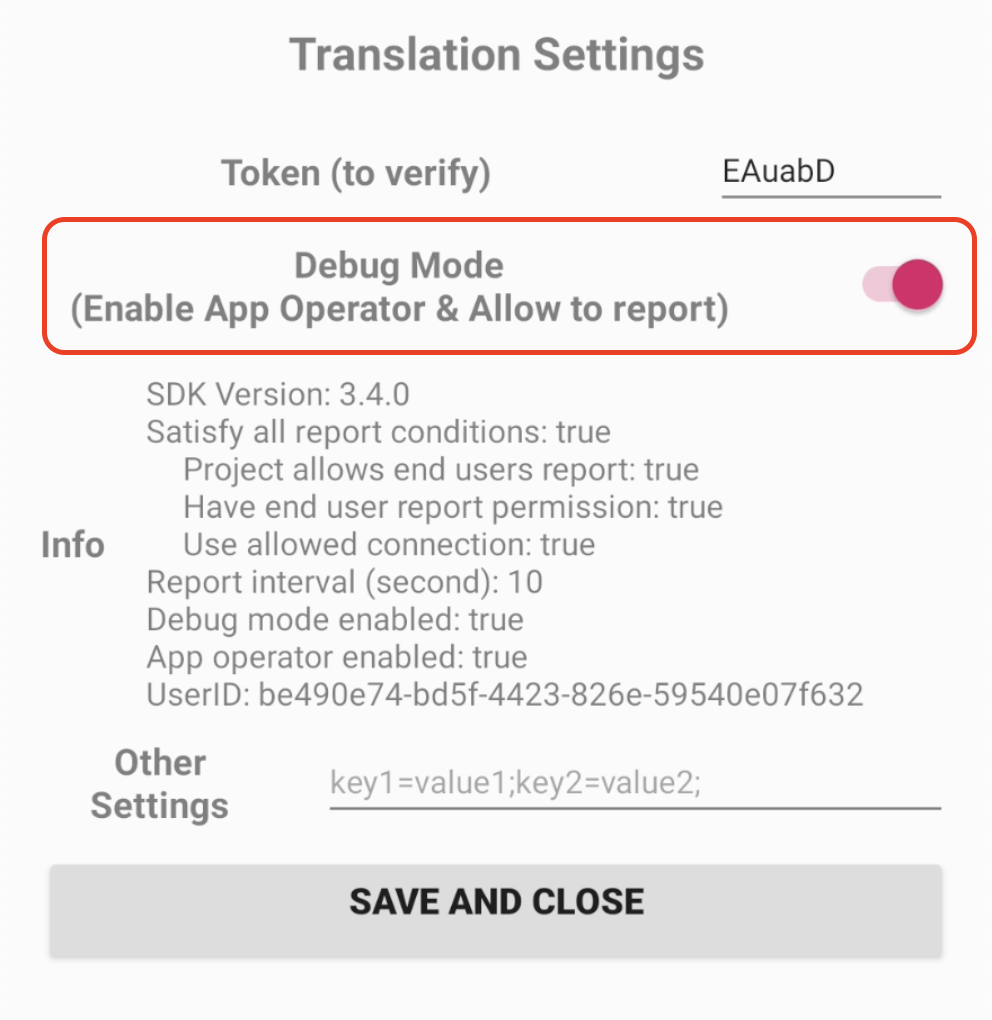 Translation Settings
Token (to verify)
EAuabD
Debug Mode
(Enable App Operator & Allow to report)
Info
SDK Version: 3.4.0
Satisfy all report conditions: true
Project allows end users report: true
Have end user report permission: true
Use allowed connection: true
Report interval (second): 10
Debug mode enabled: true
App operator enabled: true
UserID: be490e74-bd5f-4423-826e-59540e07f632
Other
Settings
key1=value1;key2=value2;
SAVE AND CLOSE